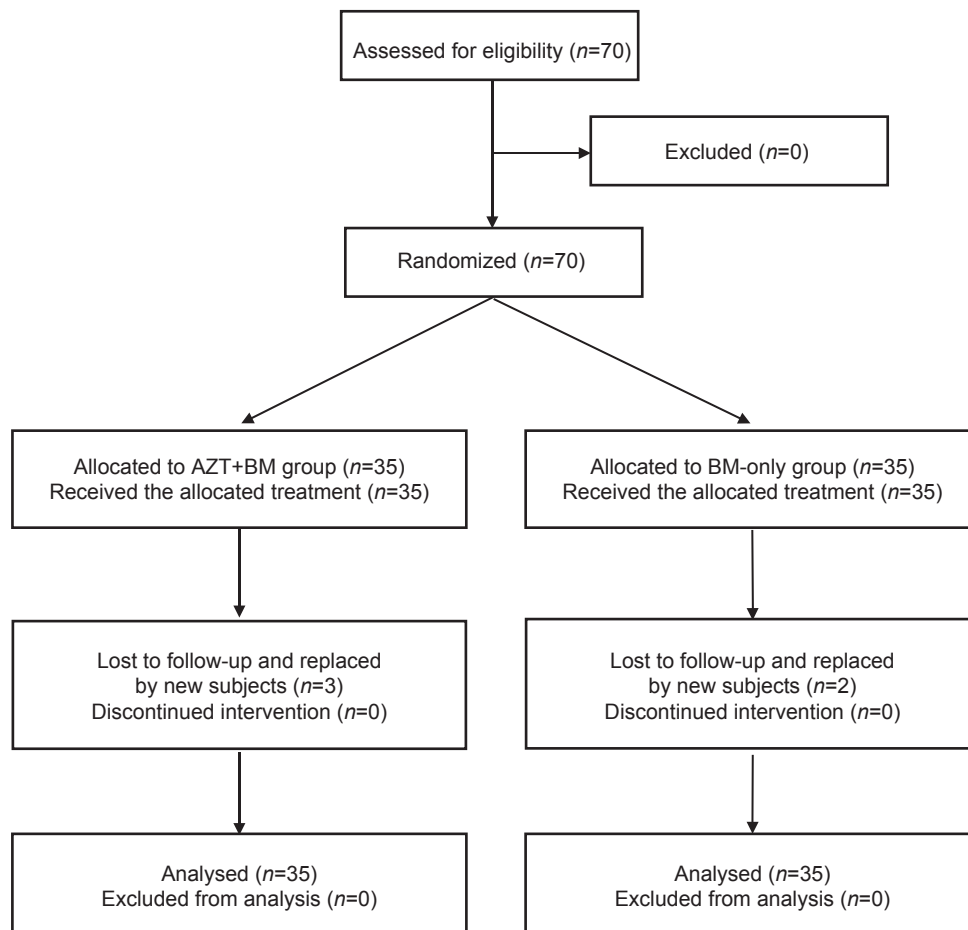 Assessed for eligibility (n=70)
Excluded (n=0)
Randomized (n=70)
Allocated to AZT+BM group (n=35)
Received the allocated treatment (n=35)
Allocated to BM-only group (n=35)
Received the allocated treatment (n=35)
Lost to follow-up and replaced
by new subjects (n=3)
Discontinued intervention (n=0)
Lost to follow-up and replaced
by new subjects (n=2)
Discontinued intervention (n=0)
Analysed (n=35)
Excluded from analysis (n=0)
Analysed (n=35)
Excluded from analysis (n=0)